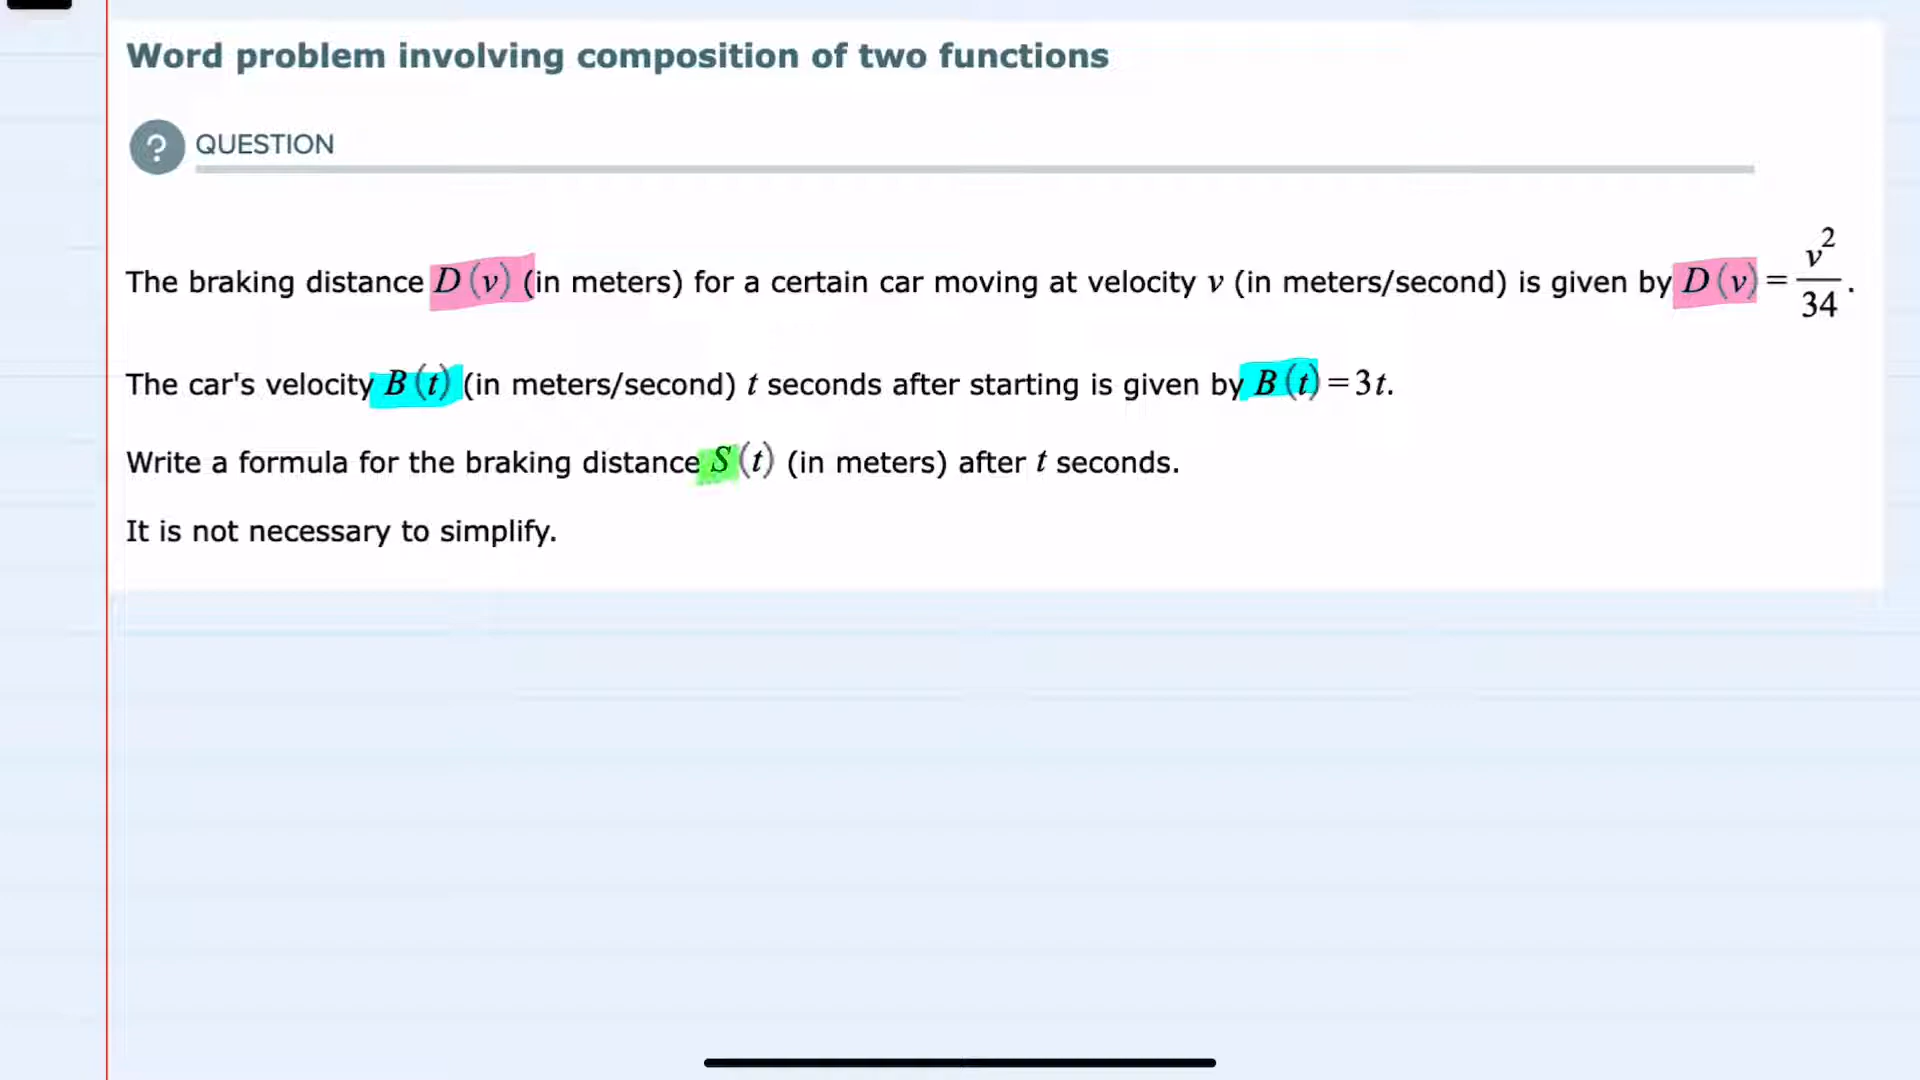 Word problem involving composition of two functions
? QUESTION
The braking distance D(v) (in meters) for a certain car moving at velocity v (in meters/second) is given by D(v) = v²/34.
The car's velocity B(t) (in meters/second) t seconds after starting is given by B(t) = 3t.
Write a formula for the braking distance S(t) (in meters) after t seconds.
It is not necessary to simplify.